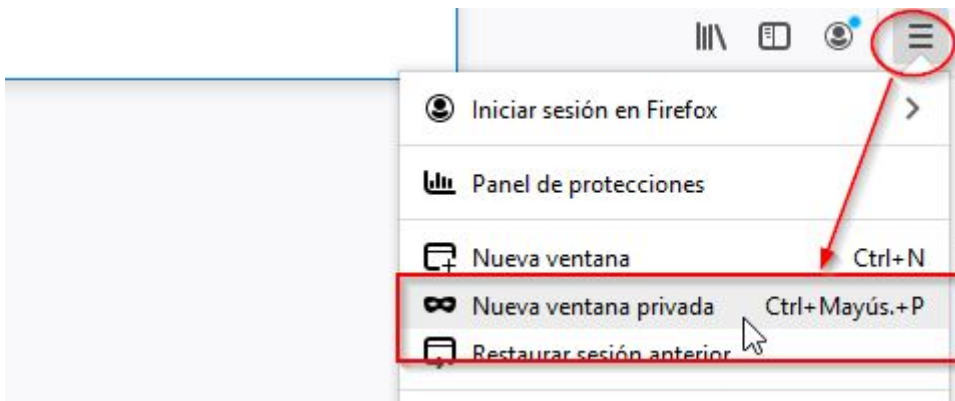 Iniciar sesión en Firefox
Panel de protecciones
Nueva ventana Ctrl+N
Nueva ventana privada Ctrl+Mayús.+P
Restaurar sesión anterior